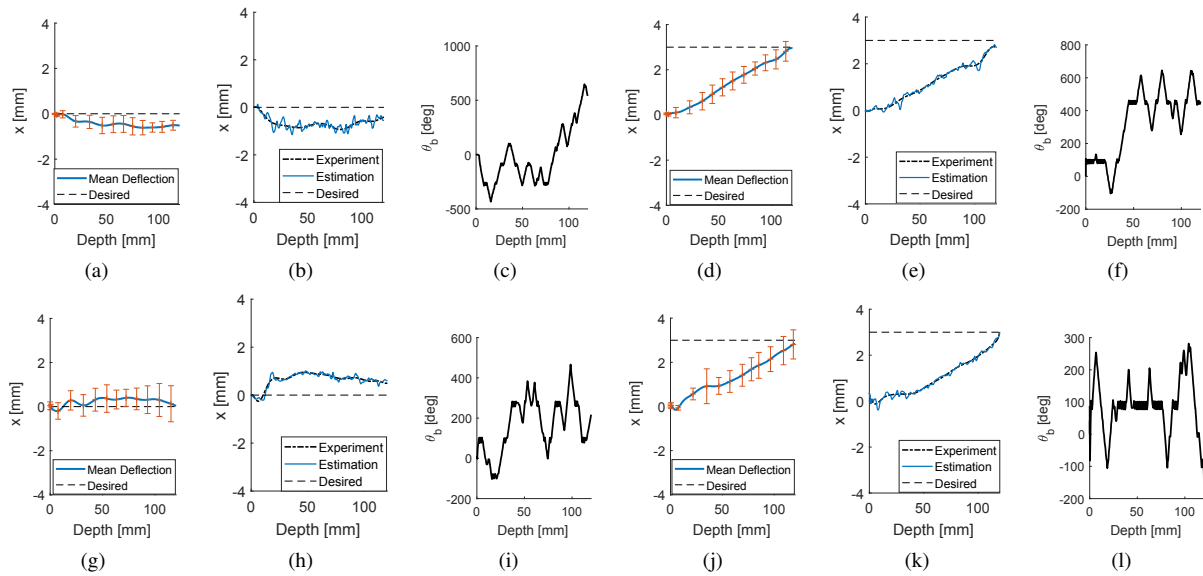 4
2
0
-2
-4
x [mm]
Mean Deflection
Desired
0
50
100
Depth [mm]
(a)
4
2
0
-2
-4
x [mm]
Experiment
Estimation
Desired
0
50
100
Depth [mm]
(b)
1000
500
0
-500
θb [deg]
0
50
100
Depth [mm]
(c)
4
2
0
-2
-4
x [mm]
Mean Deflection
Desired
0
50
100
Depth [mm]
(d)
4
2
0
-2
-4
x [mm]
Experiment
Estimation
Desired
0
50
100
Depth [mm]
(e)
800
600
400
200
0
-200
θb [deg]
0
50
100
Depth [mm]
(f)
4
2
0
-2
-4
x [mm]
Mean Deflection
Desired
0
50
100
Depth [mm]
(g)
4
2
0
-2
-4
x [mm]
Experiment
Estimation
Desired
0
50
100
Depth [mm]
(h)
600
400
200
0
-200
θb [deg]
0
50
100
Depth [mm]
(i)
4
2
0
-2
-4
x [mm]
Mean Deflection
Desired
0
50
100
Depth [mm]
(j)
4
2
0
-2
-4
x [mm]
Experiment
Estimation
Desired
0
50
100
Depth [mm]
(k)
300
200
100
0
-100
-200
θb [deg]
0
50
100
Depth [mm]
(l)